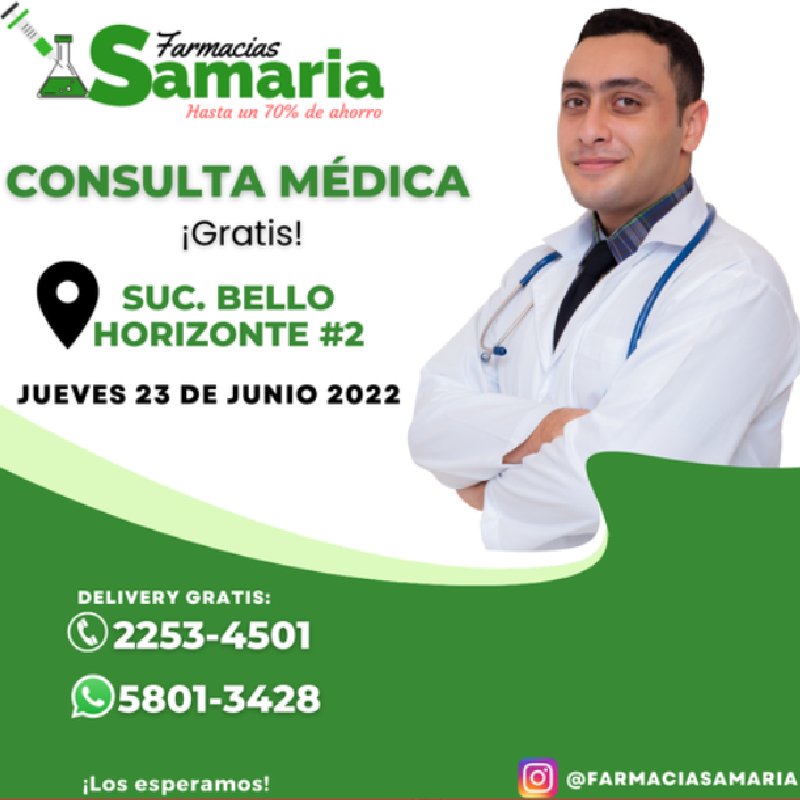 Farmacias
Samaria
Hasta un 70% de ahorro
CONSULTA MÉDICA
¡Gratis!
SUC. BELLO
HORIZONTE #2
JUEVES 23 DE JUNIO 2022
DELIVERY GRATIS:
2253-4501
5801-3428
¡Los esperamos!
@FARMACIASAMARIA